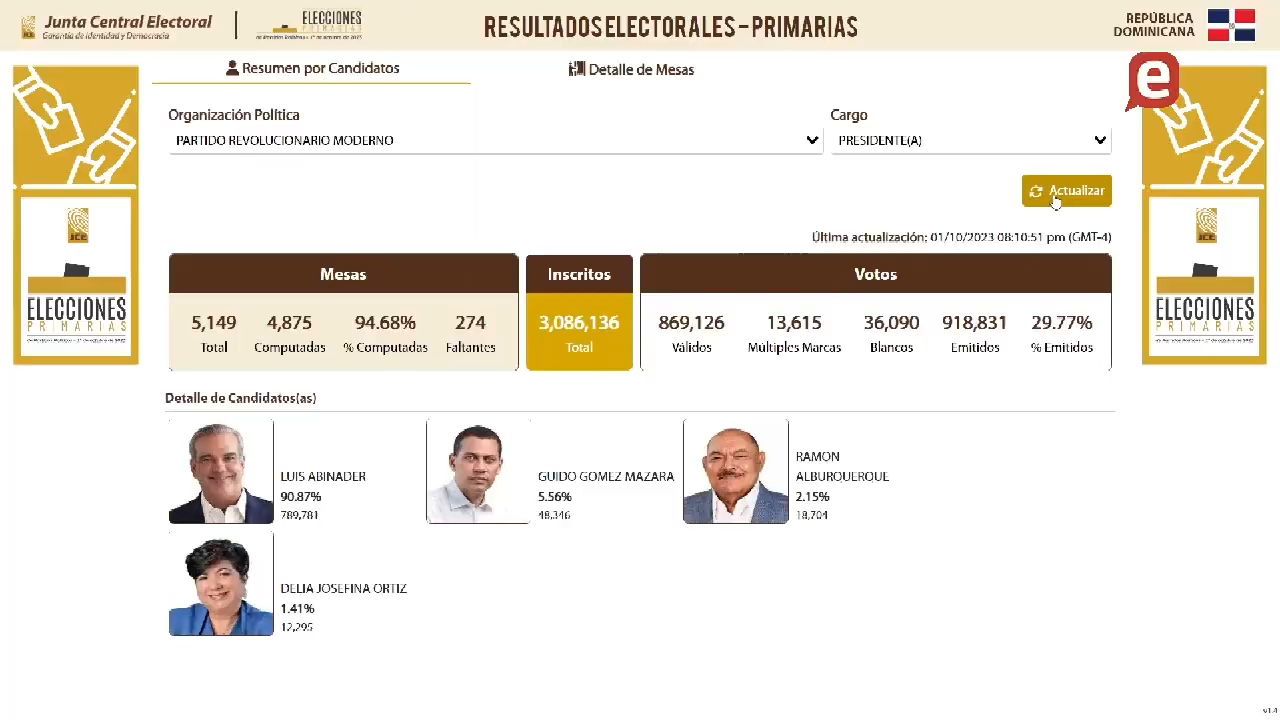 Junta Central Electoral
Garantía de Identidad y Democracia
ELECCIONES
PRIMARIAS
RESULTADOS ELECTORALES – PRIMARIAS
REPÚBLICA
DOMINICANA
Resumen por Candidatos
Detalle de Mesas
e
Organización Política
Cargo
PARTIDO REVOLUCIONARIO MODERNO
PRESIDENTE(A)
Actualizar
Última actualización: 01/10/2023 08:10:51 pm (GMT-4)
JCE
ELECCIONES
PRIMARIAS
JCE
ELECCIONES
PRIMARIAS
Mesas
Inscritos
Votos
5,149 4,875 94.68% 274
Total Computadas % Computadas Faltantes
3,086,136
Total
869,126 13,615 36,090 918,831 29.77%
Válidos Múltiples Marcas Blancos Emitidos % Emitidos
Detalle de Candidatos(as)
LUIS ABINADER
90.87%
789,781
GUIDO GOMEZ MAZARA
5.56%
48,346
RAMON
ALBURQUERQUE
2.15%
18,704
DELIA JOSEFINA ORTIZ
1.41%
12,295
v1.4